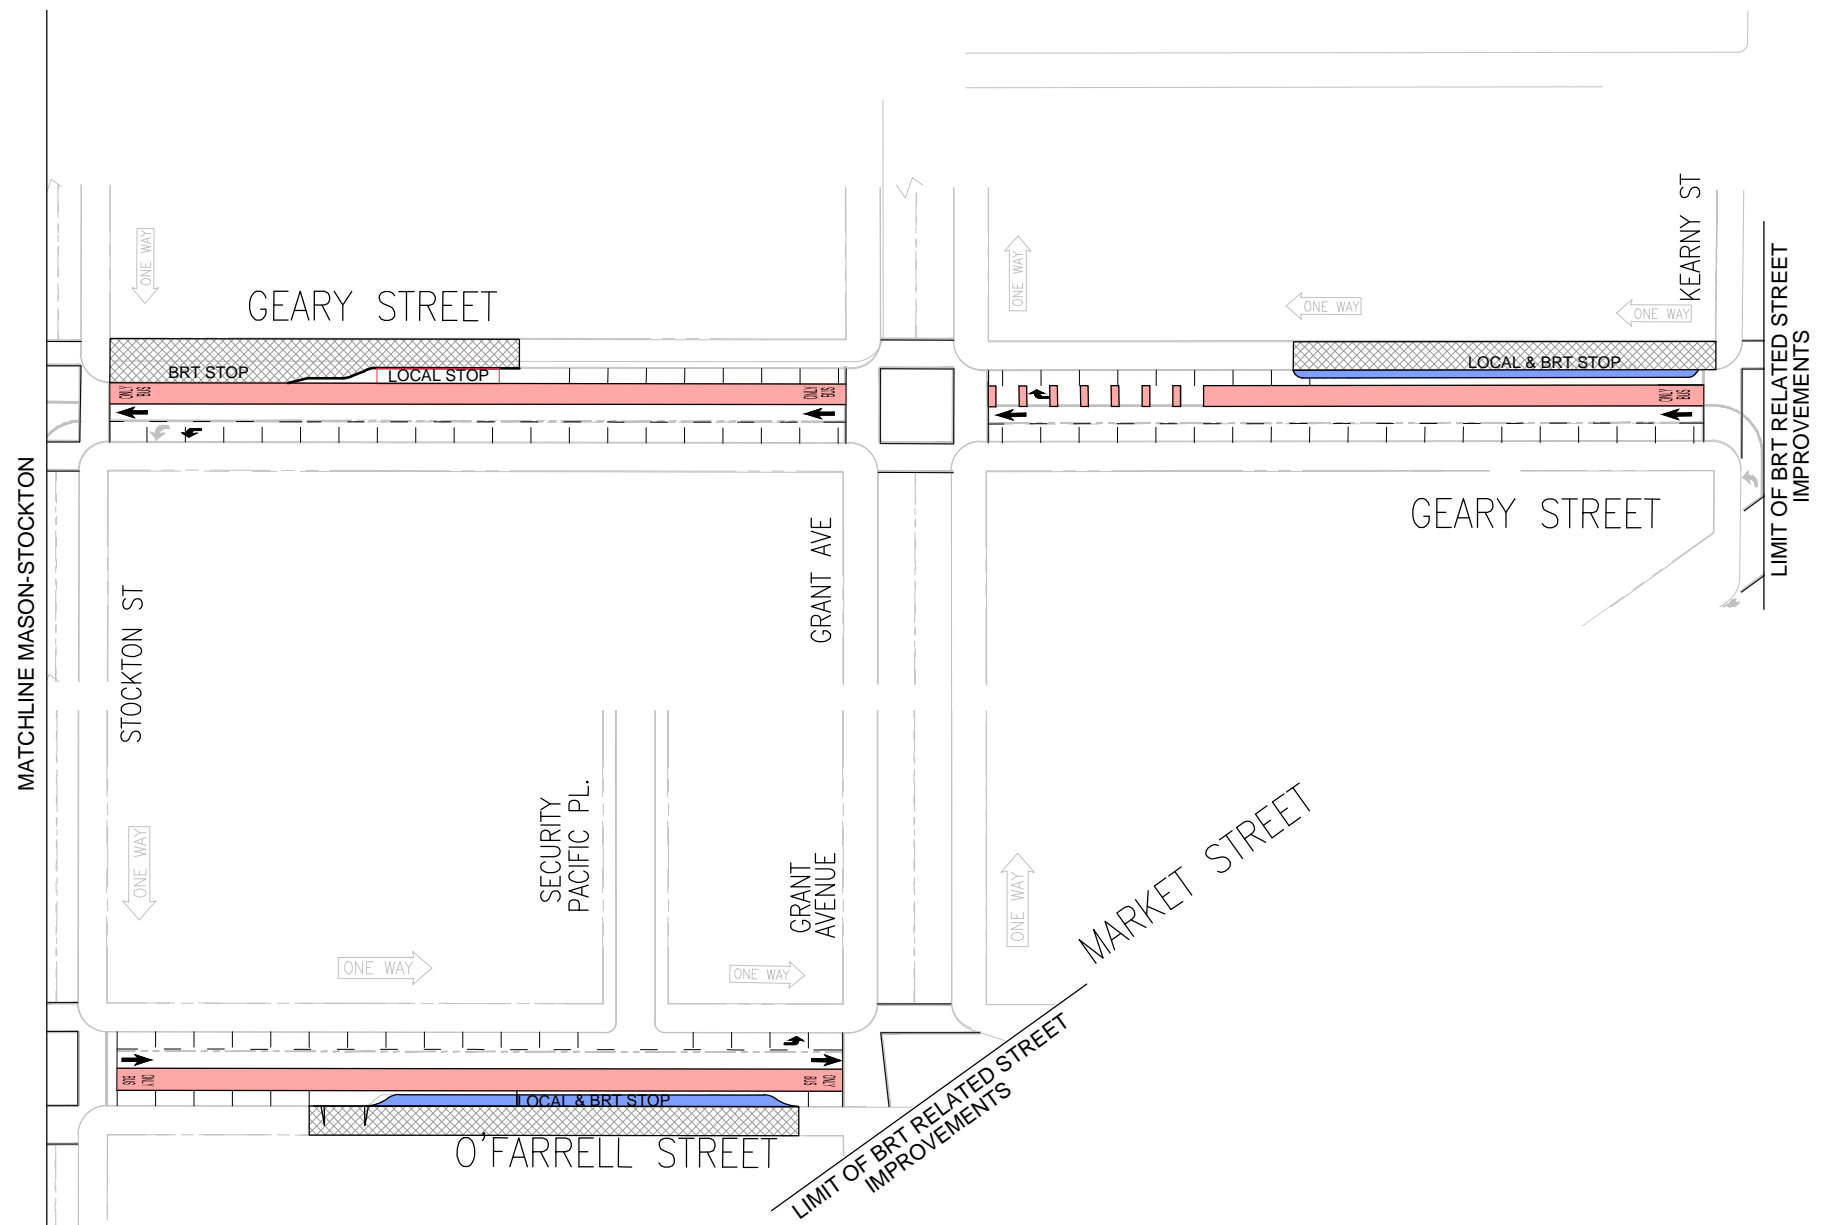 KEARNY ST
ONE WAY
ONE WAY
ONE WAY
ONE WAY
GEARY STREET
LIMIT OF BRT RELATED STREET
IMPROVEMENTS
BRT STOP
LOCAL STOP
LOCAL & BRT STOP
ONLY
BUS
ONLY
BUS
ONLY
BUS
MATCHLINE MASON-STOCKTON
GEARY STREET
GRANT AVE
STOCKTON ST
SECURITY
PACIFIC PL.
GRANT
AVENUE
MARKET STREET
ONE WAY
ONE WAY
ONE WAY
ONE WAY
BUS
ONLY
BUS
ONLY
LOCAL & BRT STOP
O'FARRELL STREET
LIMIT OF BRT RELATED STREET
IMPROVEMENTS